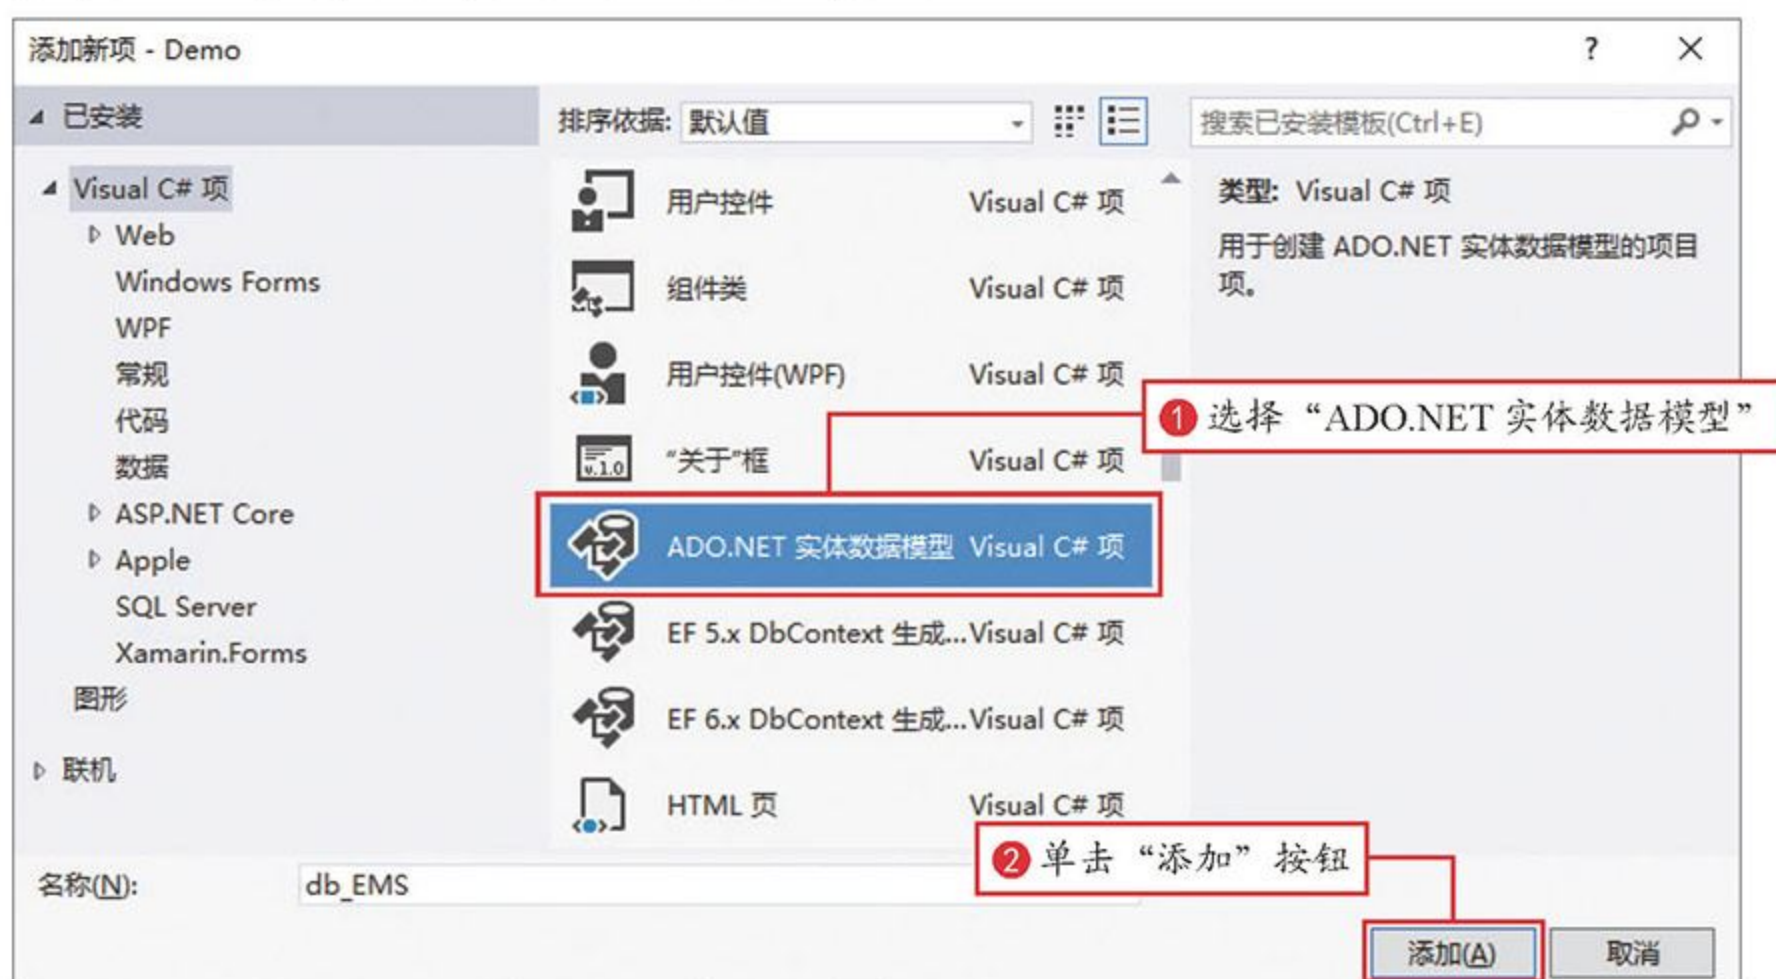 添加新项 - Demo
? ×
已安装
排序依据: 默认值
搜索已安装模板(Ctrl+E)
Visual C# 项
Web
Windows Forms
WPF
常规
代码
数据
ASP.NET Core
Apple
SQL Server
Xamarin.Forms
图形
联机
用户控件 Visual C# 项
组件类 Visual C# 项
用户控件(WPF) Visual C# 项
v.1.0 “关于”框 Visual C# 项
ADO.NET 实体数据模型 Visual C# 项
EF 5.x DbContext 生成... Visual C# 项
EF 6.x DbContext 生成... Visual C# 项
HTML 页 Visual C# 项
类型: Visual C# 项
用于创建 ADO.NET 实体数据模型的项目
项。
1 选择“ADO.NET 实体数据模型”
2 单击“添加”按钮
名称(N): db_EMS
添加(A) 取消